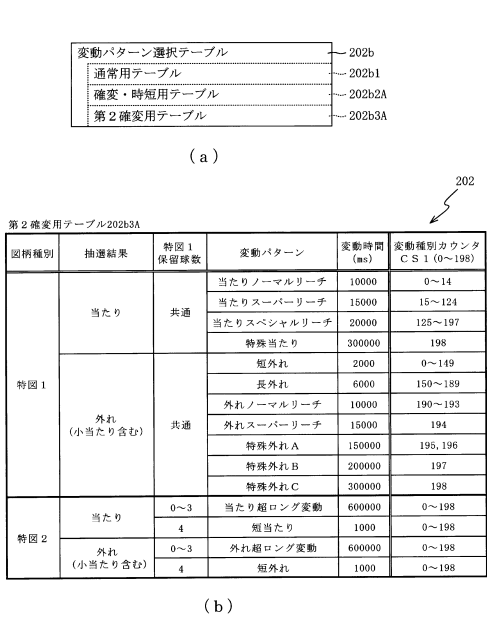 変動パターン選択テーブル 202b
通常用テーブル 202b1
確変・時短用テーブル 202b2A
第2確変用テーブル 202b3A
(a)
202
第2確変用テーブル202b3A
図柄種別 抽選結果 特図1保留球数 変動パターン 変動時間(ms) 変動種別カウンタCS1(0~198)
特図1 当たり 共通 当たりノーマルリーチ 10000 0~14
当たりスーパーリーチ 15000 15~124
当たりスペシャルリーチ 20000 125~197
特殊当たり 300000 198
外れ(小当たり含む) 共通 短外れ 2000 0~149
長外れ 6000 150~189
外れノーマルリーチ 10000 190~193
外れスーパーリーチ 15000 194
特殊外れA 150000 195,196
特殊外れB 200000 197
特殊外れC 300000 198
特図2 当たり 0~3 当たり超ロング変動 600000 0~198
4 短当たり 1000 0~198
外れ(小当たり含む) 0~3 外れ超ロング変動 600000 0~198
4 短外れ 1000 0~198
(b)